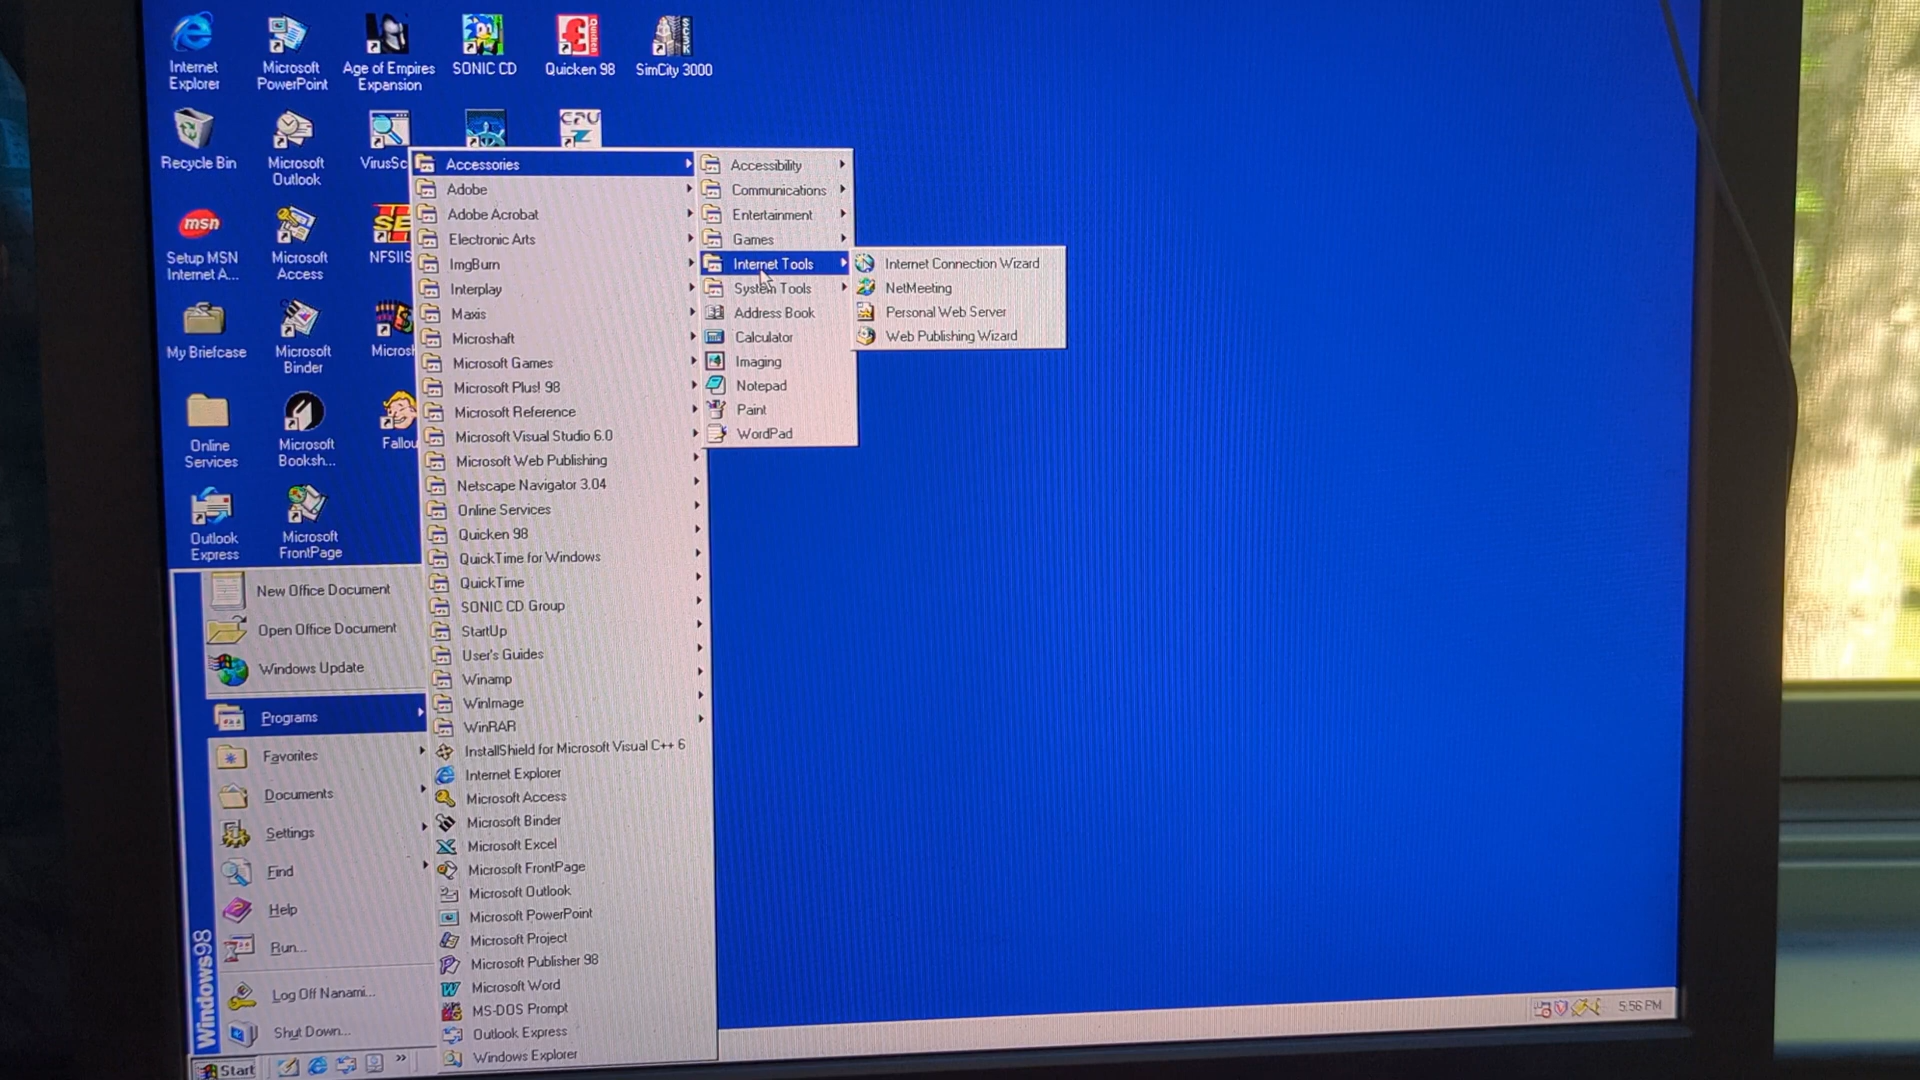 Internet
Explorer
Microsoft
PowerPoint
Age of Empires
Expansion
SONIC CD
Quicken 98
SimCity 3000
Recycle Bin
Microsoft
Outlook
VirusSc
CPU
Z
msn
Setup MSN
Internet A...
Microsoft
Access
SE
NFSIIS
My Briefcase
Microsoft
Binder
Microsh
Online
Services
Microsoft
Booksh...
Fallou
Outlook
Express
Microsoft
FrontPage
New Office Document
Open Office Document
Windows Update
Programs
Favorites
Documents
Settings
Find
Help
Run...
Log Off Nanami...
Shut Down...
Windows98
Start
Accessories
Adobe
Adobe Acrobat
Electronic Arts
ImgBurn
Interplay
Maxis
Microshaft
Microsoft Games
Microsoft Plus! 98
Microsoft Reference
Microsoft Visual Studio 6.0
Microsoft Web Publishing
Netscape Navigator 3.04
Online Services
Quicken 98
QuickTime for Windows
QuickTime
SONIC CD Group
StartUp
User's Guides
Winamp
WinImage
WinRAR
InstallShield for Microsoft Visual C++ 6
Internet Explorer
Microsoft Access
Microsoft Binder
Microsoft Excel
Microsoft FrontPage
Microsoft Outlook
Microsoft PowerPoint
Microsoft Project
Microsoft Publisher 98
Microsoft Word
MS-DOS Prompt
Outlook Express
Windows Explorer
Accessibility
Communications
Entertainment
Games
Internet Tools
System Tools
Address Book
Calculator
Imaging
Notepad
Paint
WordPad
Internet Connection Wizard
NetMeeting
Personal Web Server
Web Publishing Wizard
5:56 PM